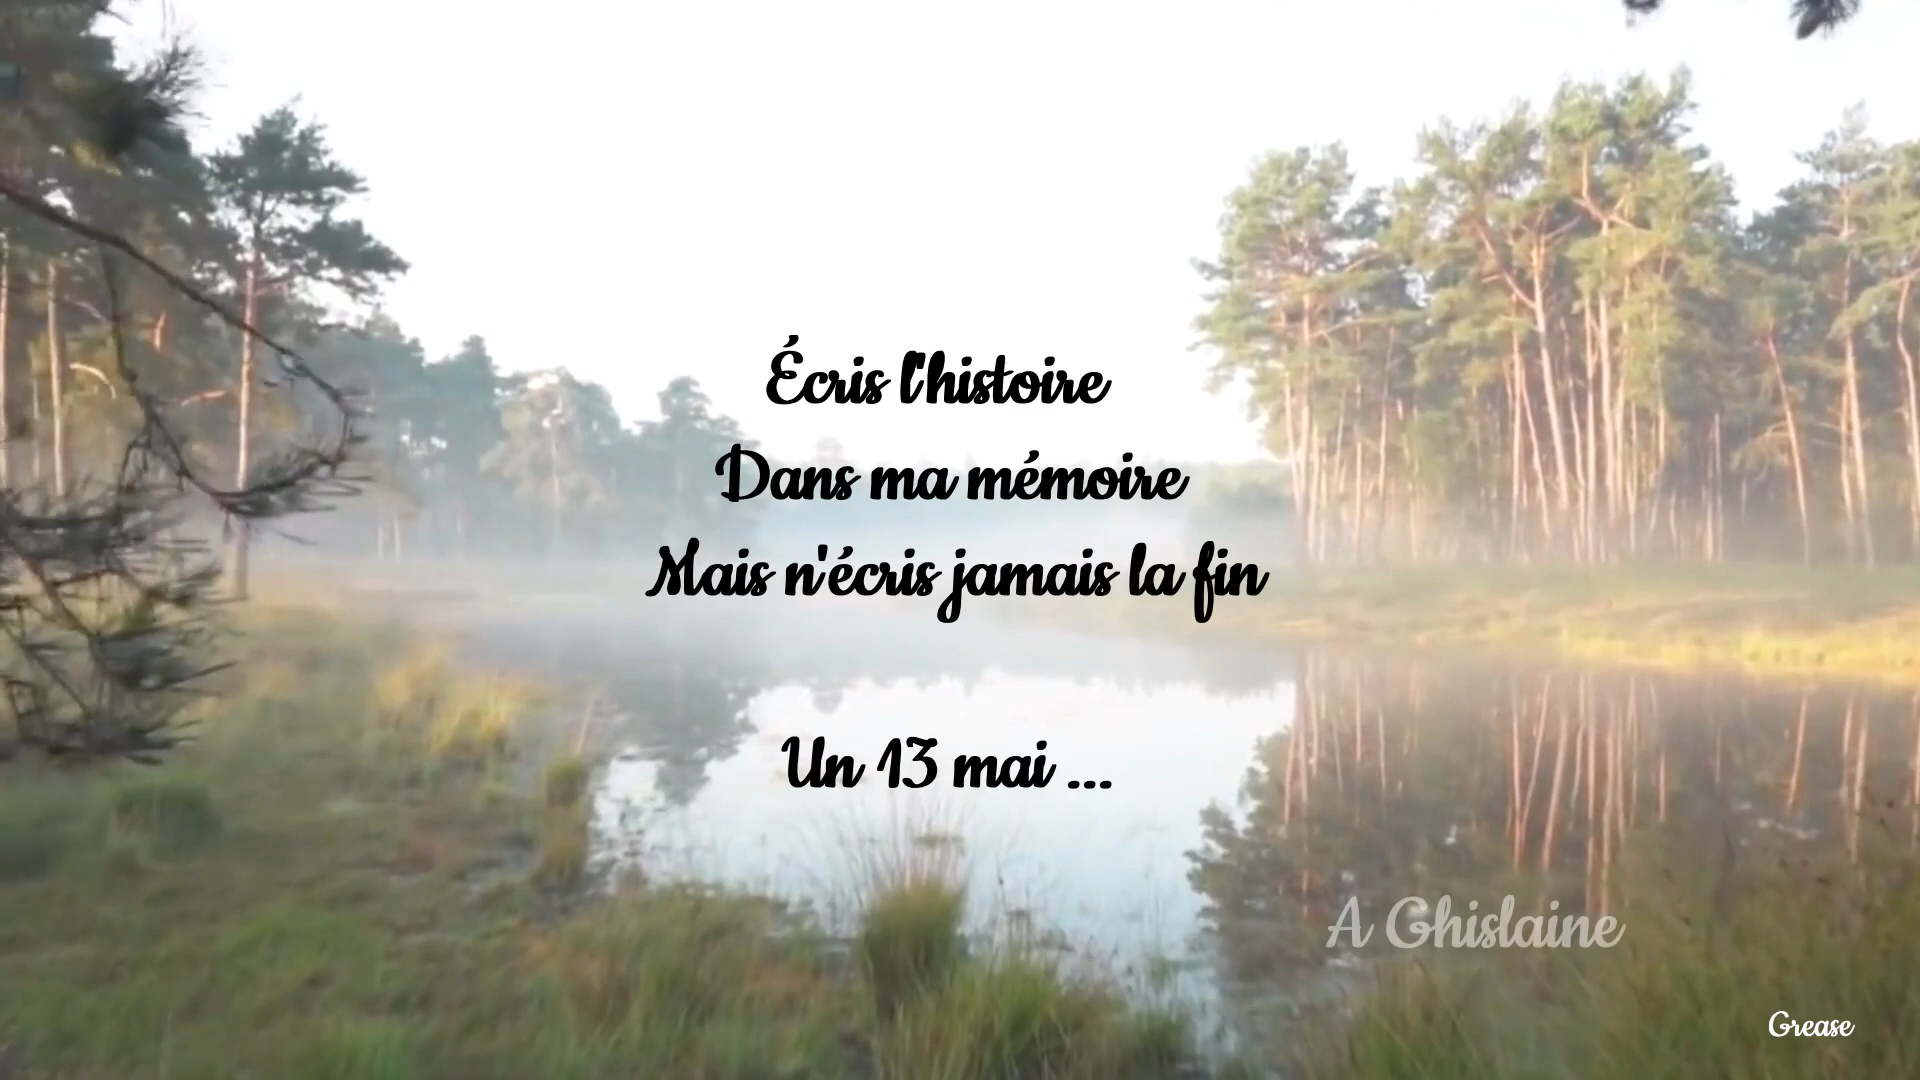 Écris l'histoire
Dans ma mémoire
Mais n'écris jamais la fin
Un 13 mai ...
A Ghislaine
Grease